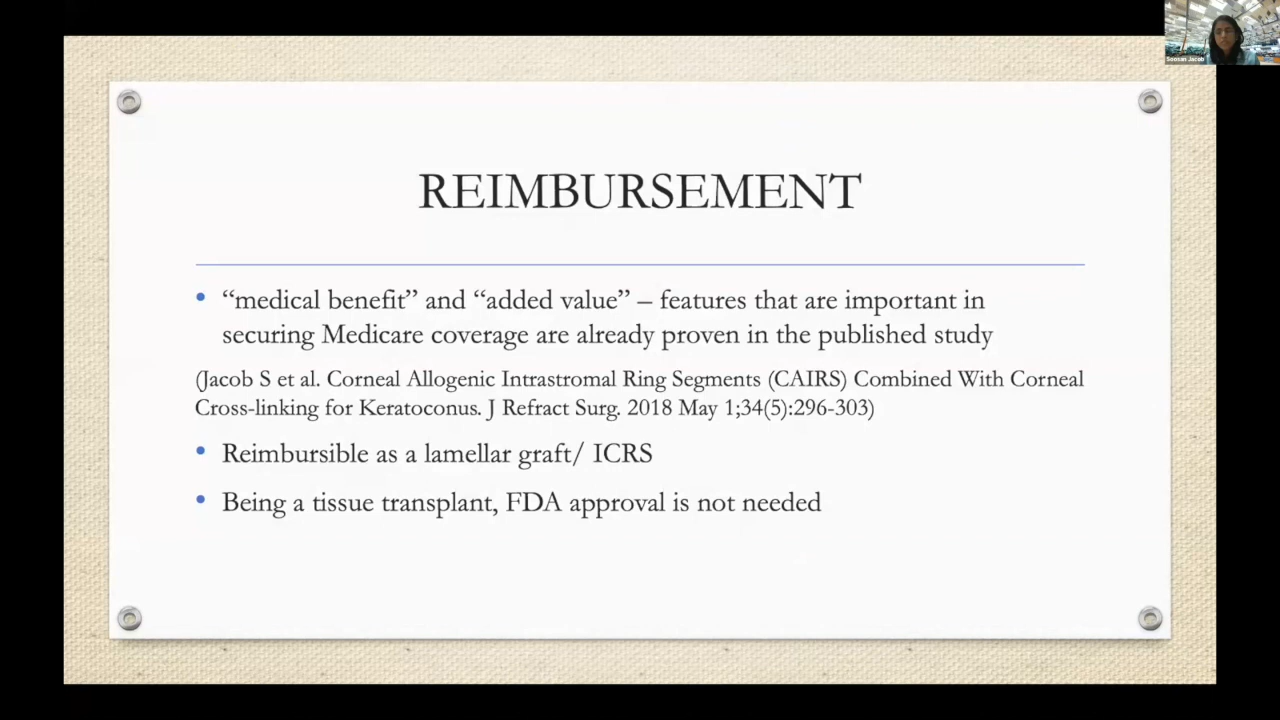 Soosan Jacob
REIMBURSEMENT
• “medical benefit” and “added value” – features that are important in
securing Medicare coverage are already proven in the published study
(Jacob S et al. Corneal Allogenic Intrastromal Ring Segments (CAIRS) Combined With Corneal
Cross-linking for Keratoconus. J Refract Surg. 2018 May 1;34(5):296-303)
• Reimbursible as a lamellar graft/ ICRS
• Being a tissue transplant, FDA approval is not needed